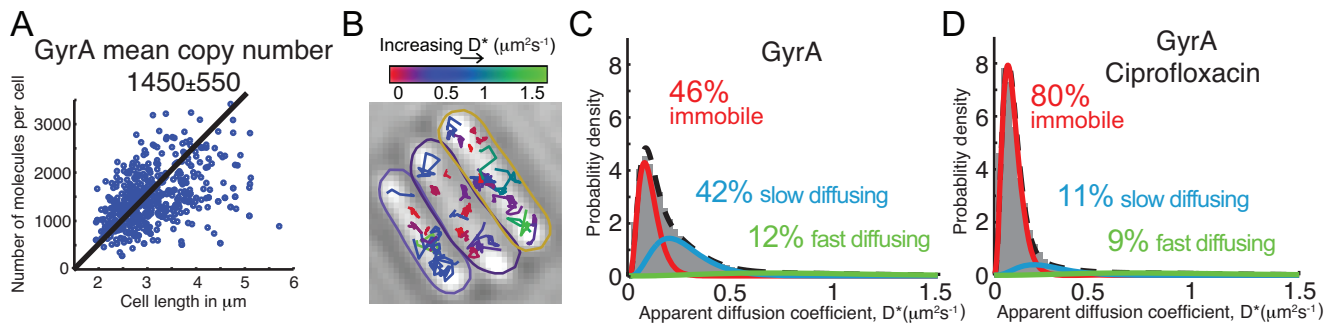 A
GyrA mean copy number
1450±550
Number of molecules per cell
3000
2000
1000
0
2
3
4
5
6
Cell length in μm
B
Increasing D* (μm²s⁻¹)
0
0.5
1
1.5
C
GyrA
46%
immobile
42% slow diffusing
12% fast diffusing
Probablitiy density
8
6
4
2
0
0
0.5
1
1.5
Apparent diffusion coefficient, D*(μm²s⁻¹)
D
GyrA
Ciprofloxacin
80%
immobile
11% slow diffusing
9% fast diffusing
Probablitiy density
8
6
4
2
0
0
0.5
1
1.5
Apparent diffusion coefficient, D*(μm²s⁻¹)